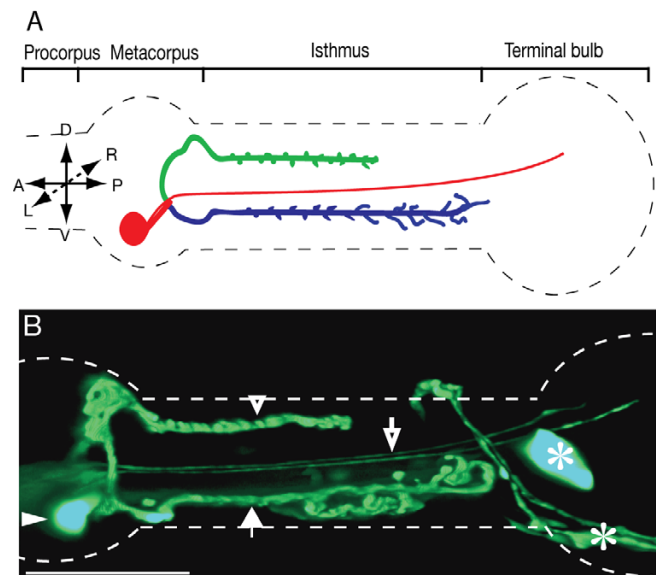 A
Procorpus Metacorpus Isthmus Terminal bulb
D
R
A P
L
V
B
*
*